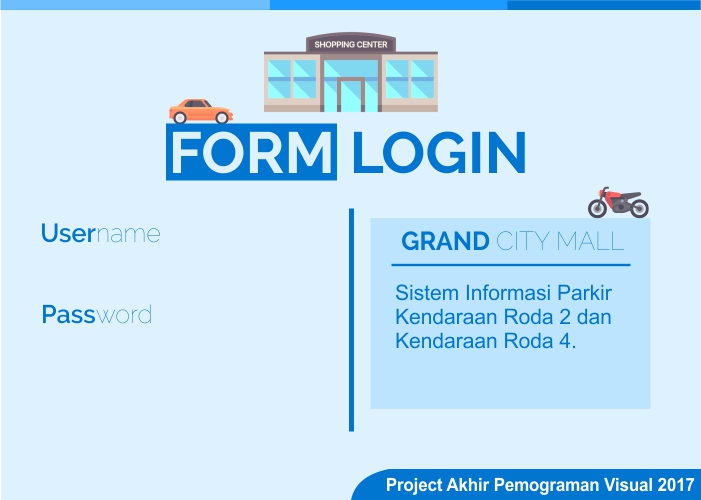 SHOPPING CENTER
FORM LOGIN
Username
Password
GRAND CITY MALL
Sistem Informasi Parkir
Kendaraan Roda 2 dan
Kendaraan Roda 4.
Project Akhir Pemograman Visual 2017